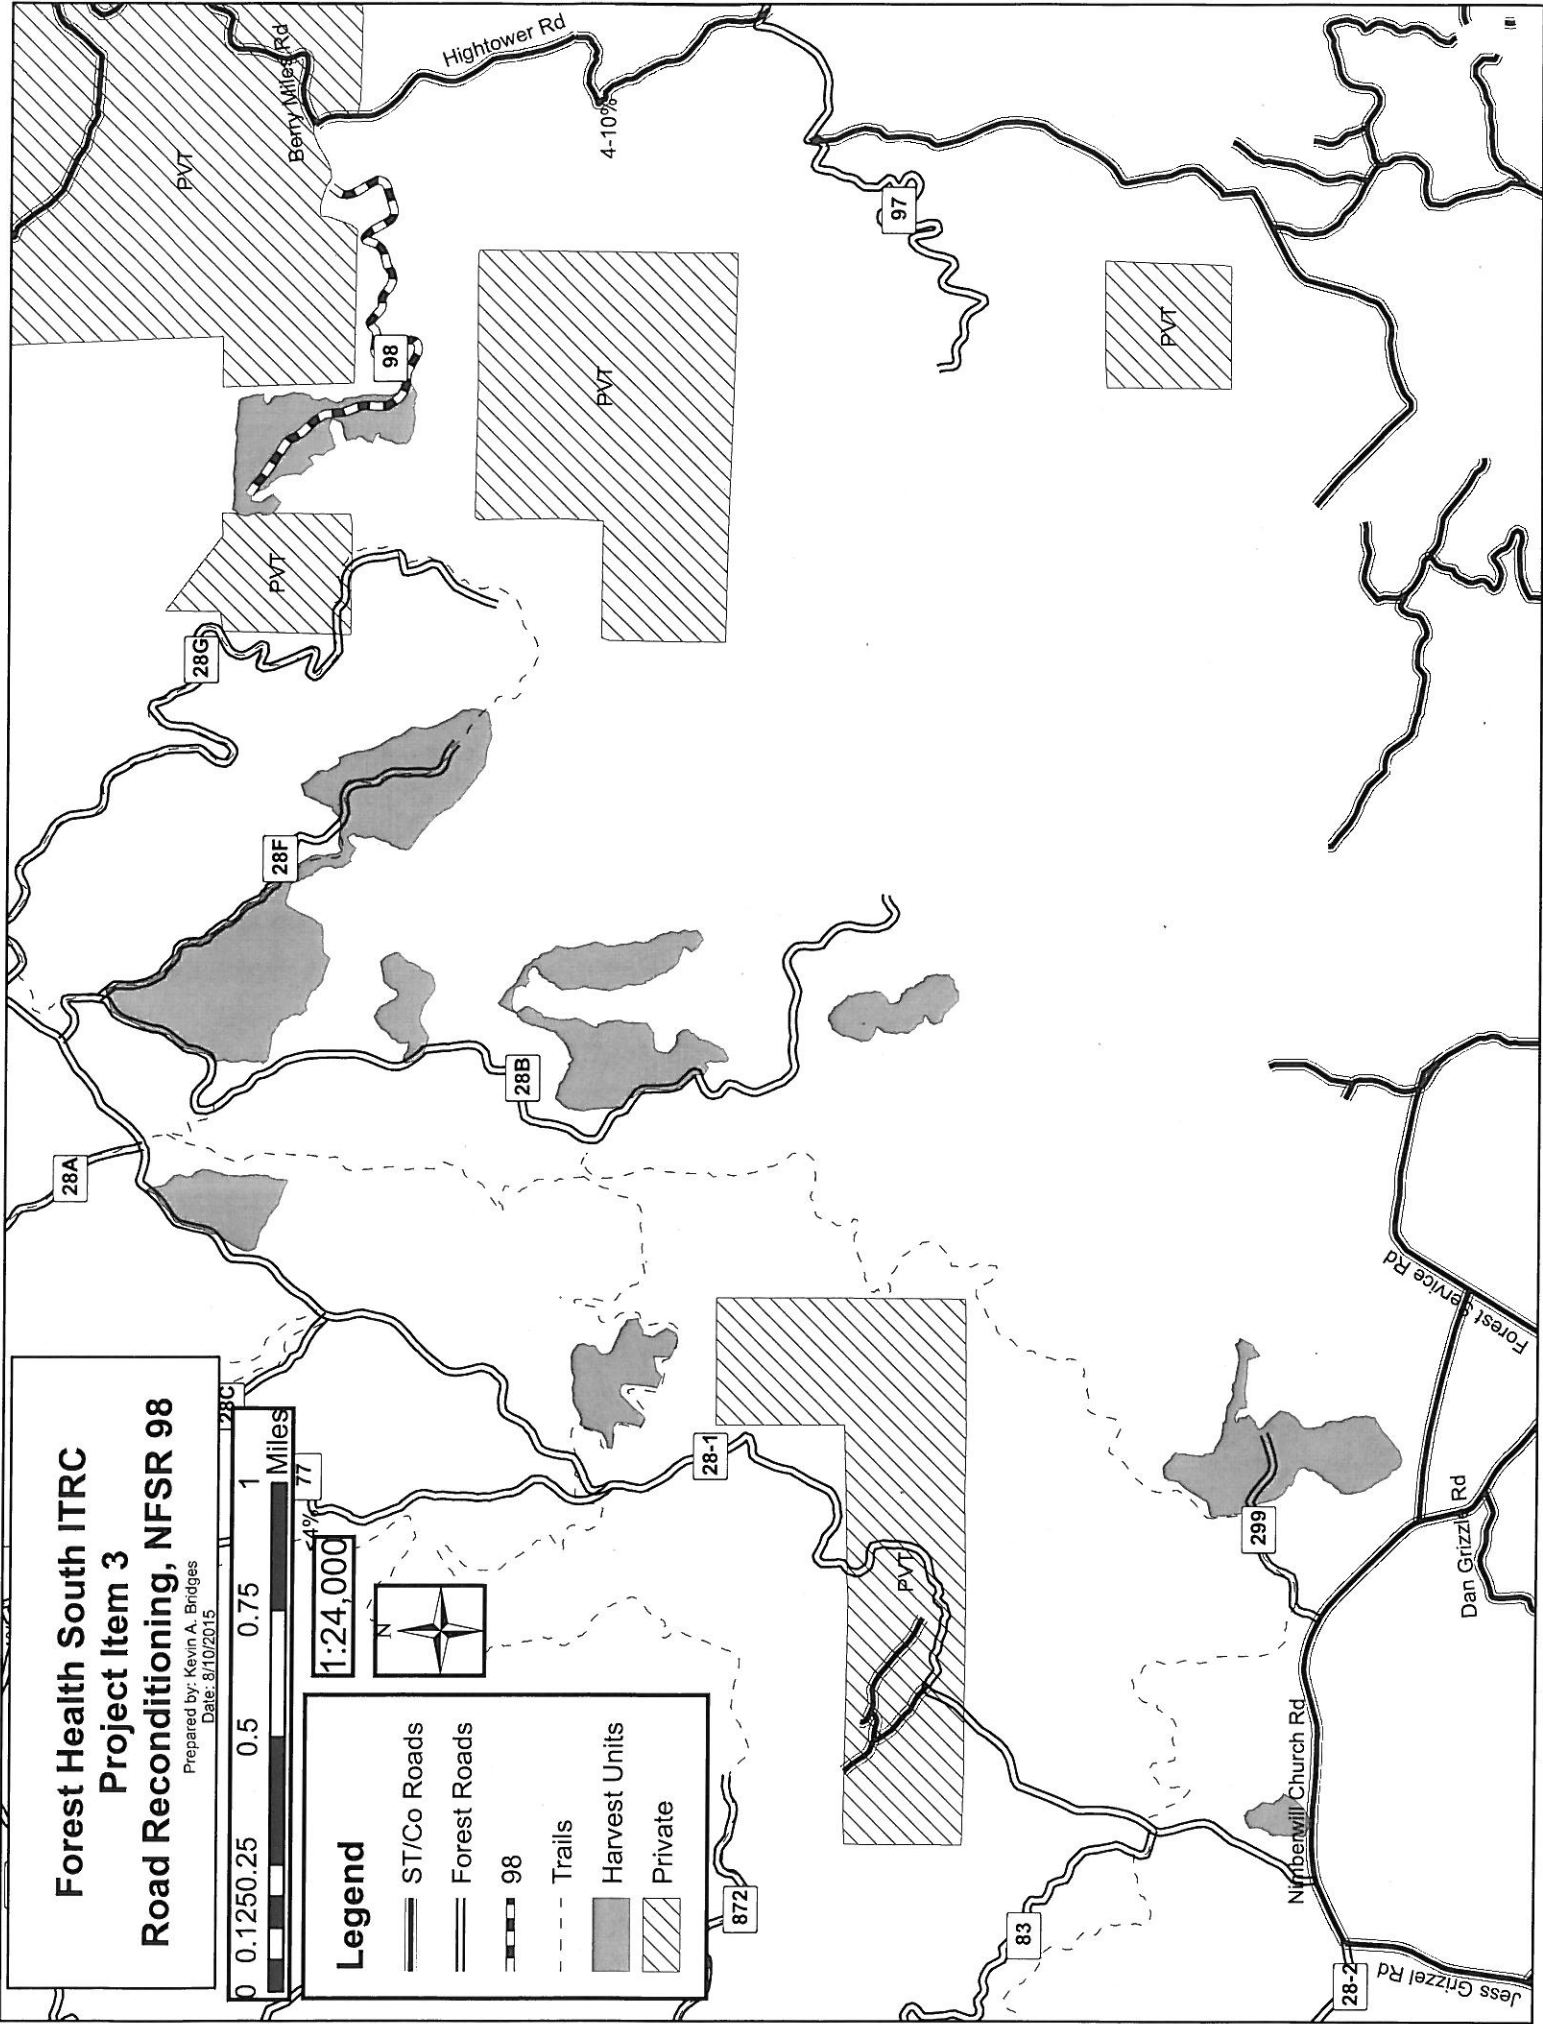 Forest Health South ITRC
Project Item 3
Road Reconditioning, NFSR 98
Prepared by: Kevin A. Bridges
Date: 8/10/2015
0 0.125 0.25 0.5 0.75 1
Miles
1:24,000
N
Legend
ST/Co Roads
Forest Roads
98
Trails
Harvest Units
Private
28A
28C
77
28F
28G
PVT
Berry Miles Rd
98
PVT
Hightower Rd
PVT
4-10%
28B
28-1
872
97
PVT
PVT
83
299
Nimberwill Church Rd
Dan Grizzle Rd
Forest Service Rd
28-2
Jess Grizzel Rd